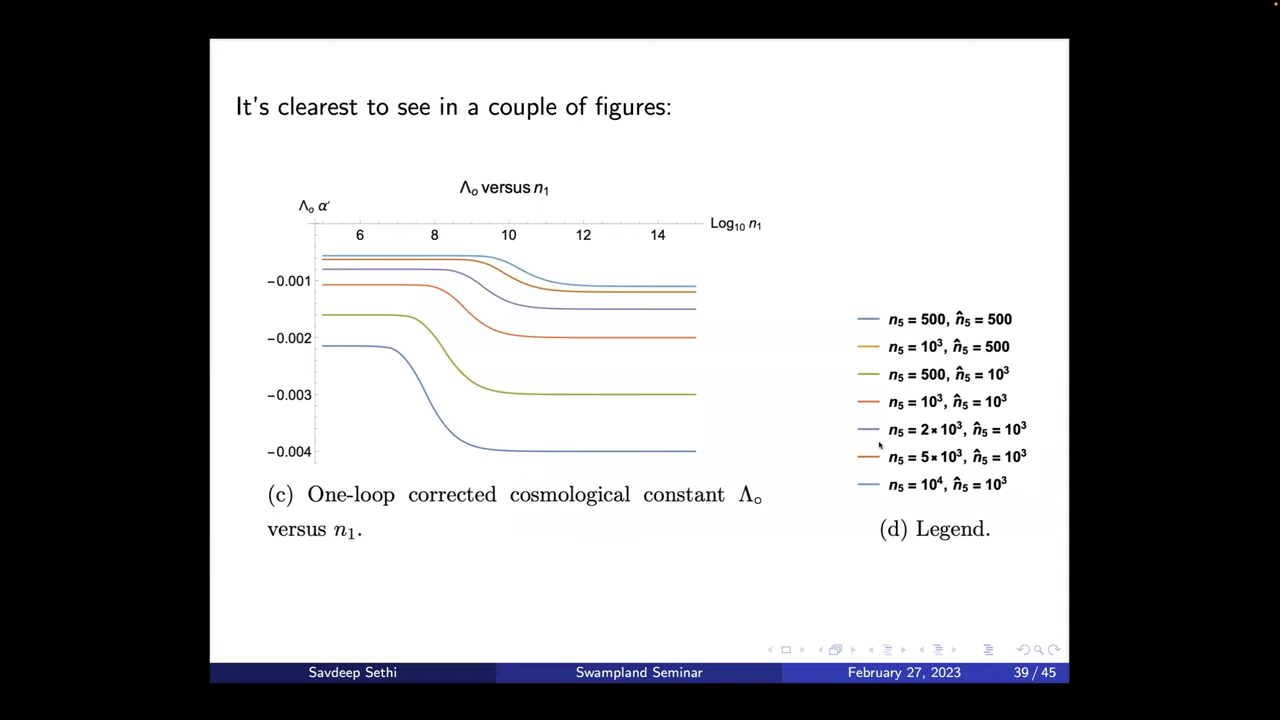 It's clearest to see in a couple of figures:
Λₒ versus n₁
Λₒ α′
Log₁₀ n₁
6 8 10 12 14
-0.001
-0.002
-0.003
-0.004
n₅ = 500, n̂₅ = 500
n₅ = 10³, n̂₅ = 500
n₅ = 500, n̂₅ = 10³
n₅ = 10³, n̂₅ = 10³
n₅ = 2×10³, n̂₅ = 10³
n₅ = 5×10³, n̂₅ = 10³
n₅ = 10⁴, n̂₅ = 10³
(c) One-loop corrected cosmological constant Λ∘
versus n₁.
(d) Legend.
Savdeep Sethi Swampland Seminar February 27, 2023 39 / 45